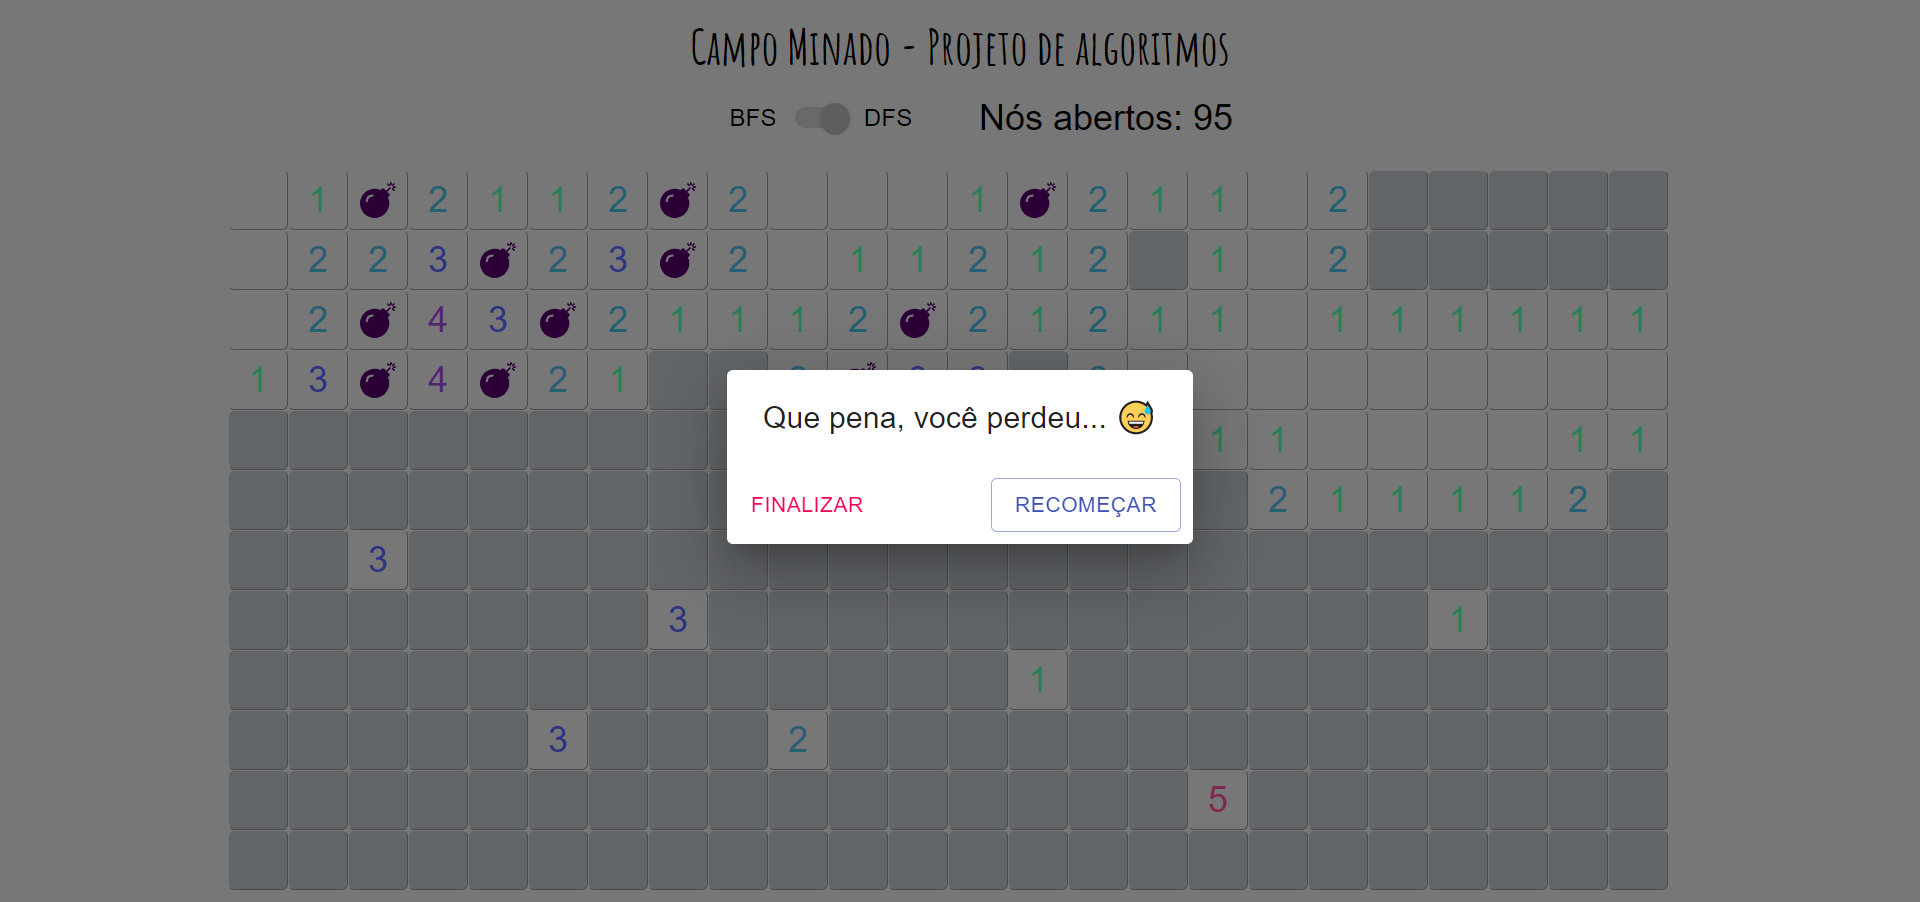 Campo Minado - Projeto de algoritmos
BFS DFS Nós abertos: 95
1 2 1 1 2 2 1 2 1 1 2
2 2 3 2 3 2 1 1 2 1 2 1 2
2 4 3 2 1 1 1 2 2 1 2 1 1 1 1 1 1 1 1
1 3 4 2 1
Que pena, você perdeu... 😅
1 1 1 1
FINALIZAR RECOMEÇAR
2 1 1 1 1 2
3
3 1
1
3 2
5